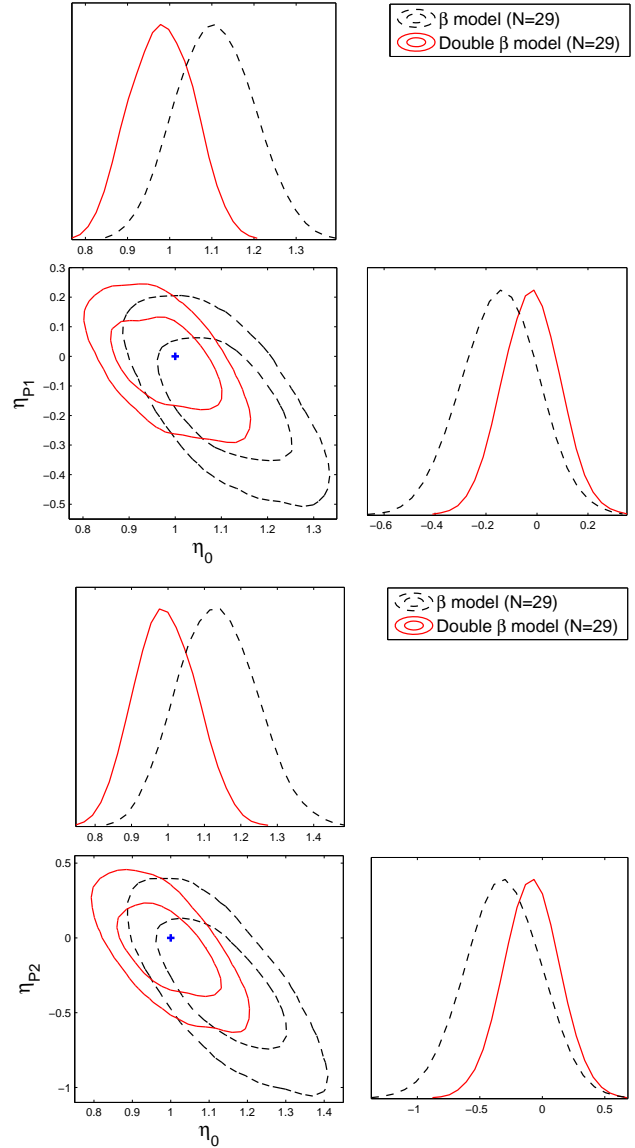 β model (N=29)
Double β model (N=29)
0.8 0.9 1 1.1 1.2 1.3
0.3
0.2
0.1
0
−0.1
−0.2
−0.3
−0.4
−0.5
η_P1
0.8 0.9 1 1.1 1.2 1.3
η_0
−0.6 −0.4 −0.2 0 0.2
β model (N=29)
Double β model (N=29)
0.8 0.9 1 1.1 1.2 1.3 1.4
0.5
0
−0.5
−1
η_P2
0.8 0.9 1 1.1 1.2 1.3 1.4
η_0
−1 −0.5 0 0.5